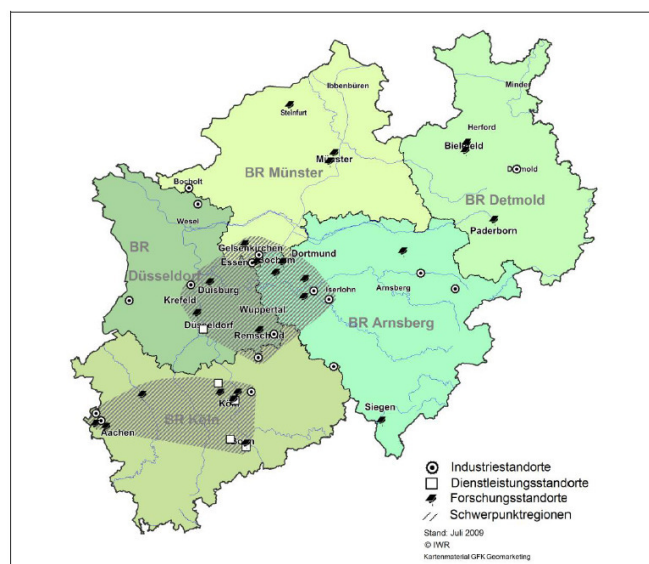 Ibbenbüren
Steinfurt
Minden
Herford
Bielefeld
Münster
Detmold
BR Münster
Bocholt
BR Detmold
Wesel
Paderborn
BR
Düsseldorf
Gelsenkirchen
Dortmund
Essen
Bochum
Duisburg
Iserlohn
Arnsberg
Krefeld
Wuppertal
Düsseldorf
BR Arnsberg
Remscheid
Köln
BR Köln
Siegen
Aachen
Bonn
Industriestandorte
Dienstleistungsstandorte
Forschungsstandorte
Schwerpunktregionen
Stand: Juli 2009
© IWR
Kartenmaterial GFK Geomarketing